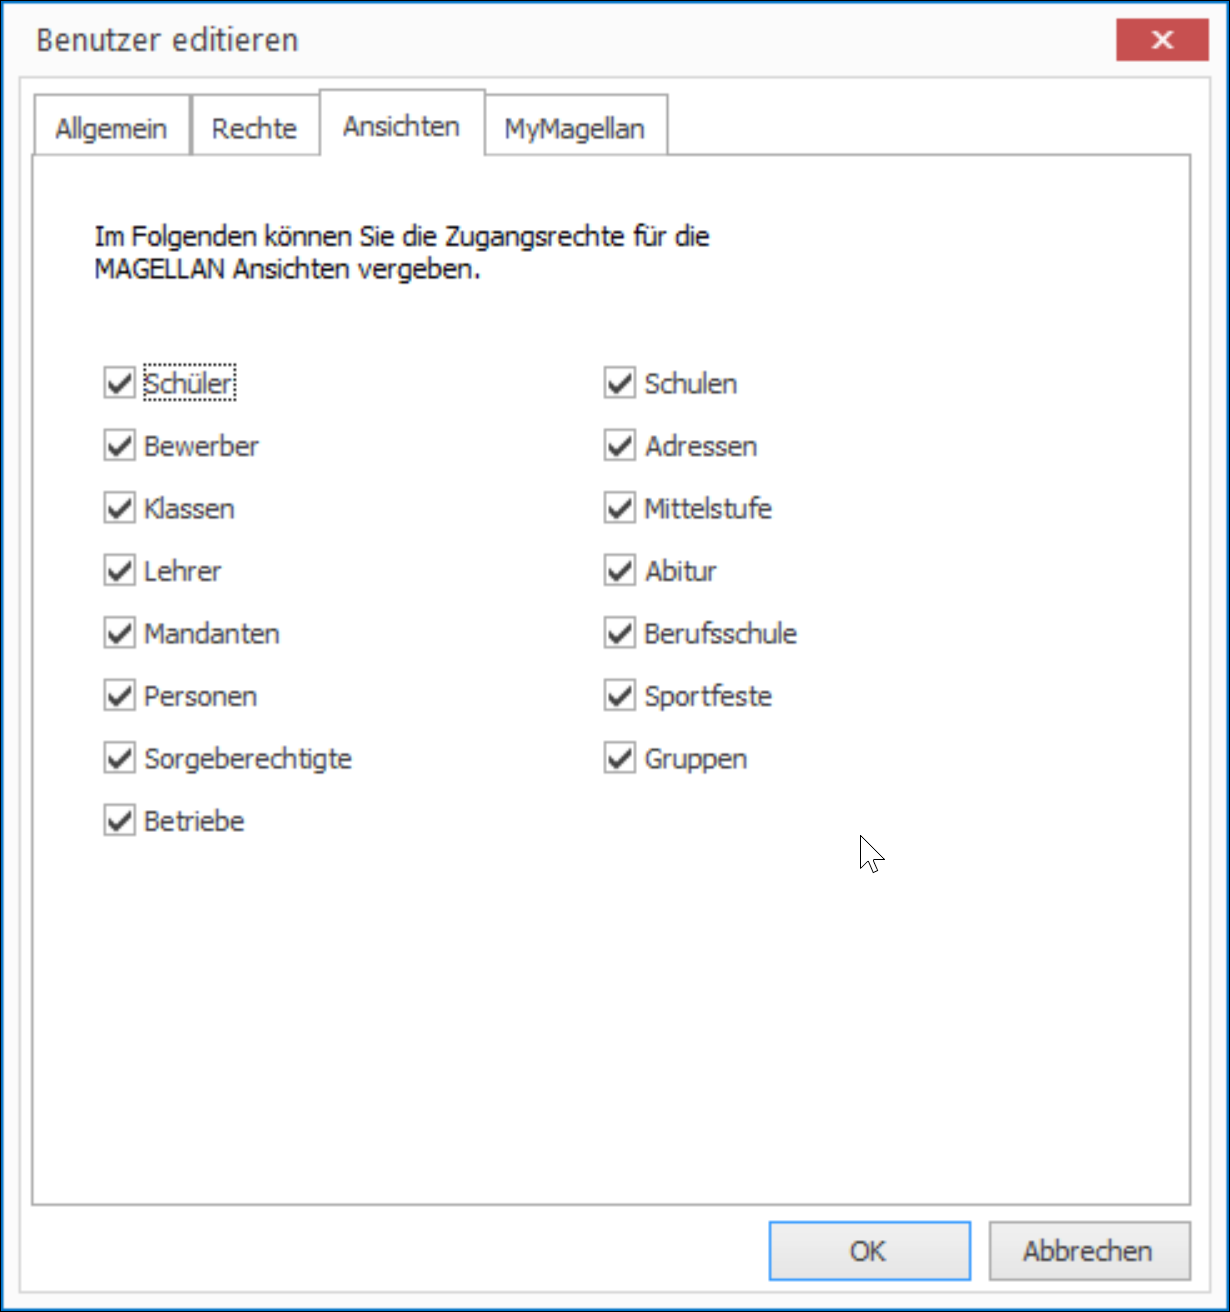 Benutzer editieren
Allgemein
Rechte
Ansichten
MyMagellan
Im Folgenden können Sie die Zugangsrechte für die
MAGELLAN Ansichten vergeben.
Schüler
Bewerber
Klassen
Lehrer
Mandanten
Personen
Sorgeberechtigte
Betriebe
Schulen
Adressen
Mittelstufe
Abitur
Berufsschule
Sportfeste
Gruppen
OK
Abbrechen